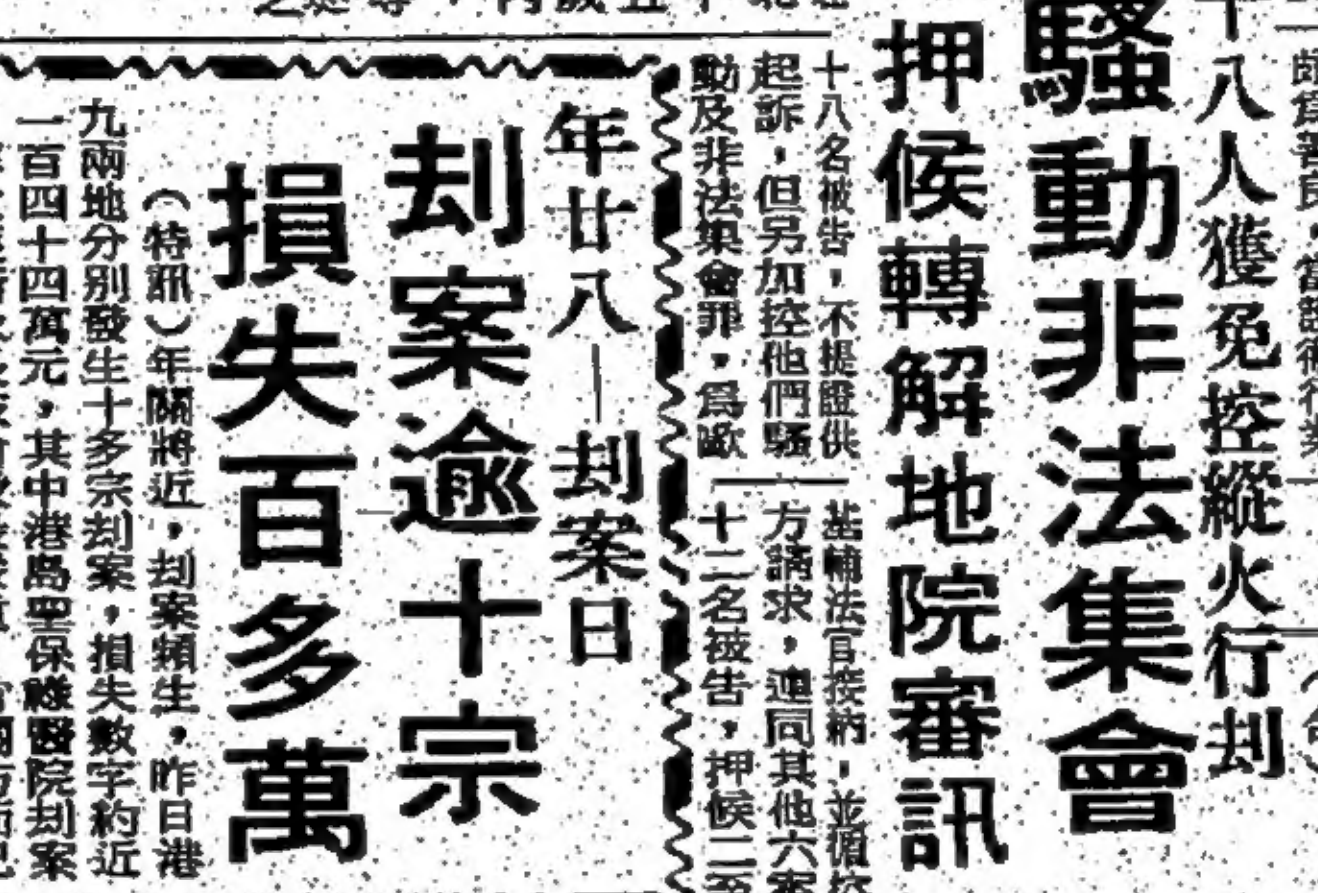 十八人獲免控縱火行刦
騷動非法集會
押候轉解地院審訊
十八名被告,不提證供
起訴,但另加控他們騷
動及非法集會罪,爲歐
基輔法官接納,並循控
方請求,連同其他六案
十二名被告,押候二至
年廿八—刦案日
刦案逾十宗
損失百多萬
(特訊)年關將近,刦案頻生,昨日港
九兩地分別發生十多宗刦案,損失數字約近
一百四十四萬元,其中港島聖保祿醫院刦案